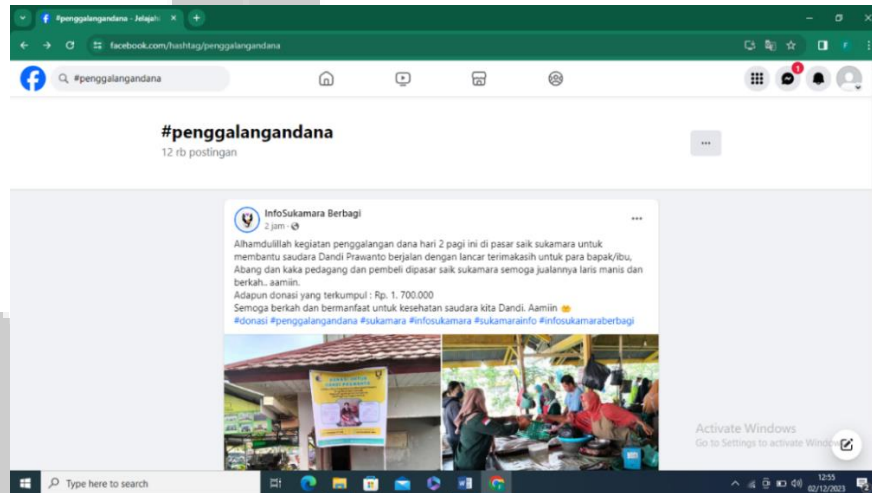 #penggalangandana - Jelajahi
facebook.com/hashtag/penggalangandana
#penggalangandana
1
#penggalangandana
12 rb postingan
InfoSukamara Berbagi
2 jam
Alhamdulillah kegiatan penggalangan dana hari 2 pagi ini di pasar saik sukamara untuk
membantu saudara Dandi Prawanto berjalan dengan lancar terimakasih untuk para bapak/ibu,
Abang dan kaka pedagang dan pembeli dipasar saik sukamara semoga jualannya laris manis dan
berkah.. aamiin.
Adapun donasi yang terkumpul : Rp. 1. 700.000
Semoga berkah dan bermanfaat untuk kesehatan saudara kita Dandi. Aamiin
#donasi #penggalangandana #sukamara #infosukamara #sukamarainfo #infosukamaraberbagi
Activate Windows
Go to Settings to activate Windows
Type here to search
12:55
02/12/2023